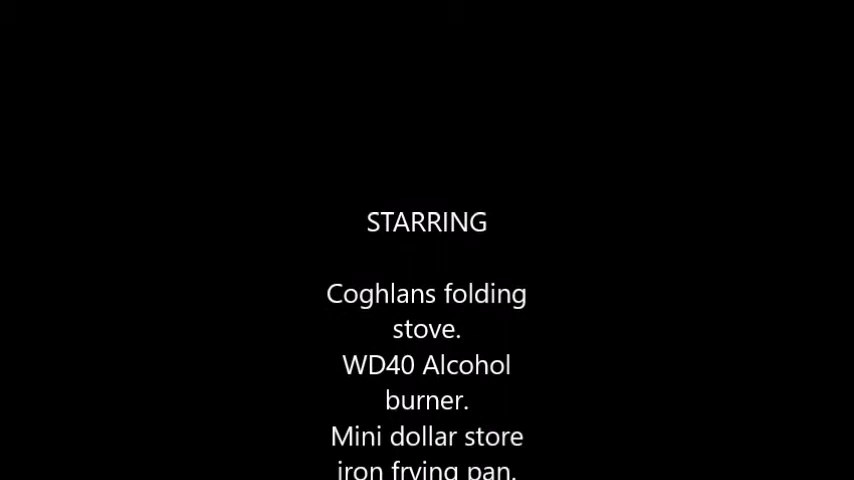 STARRING
Coghlans folding
stove.
WD40 Alcohol
burner.
Mini dollar store
iron frying pan.